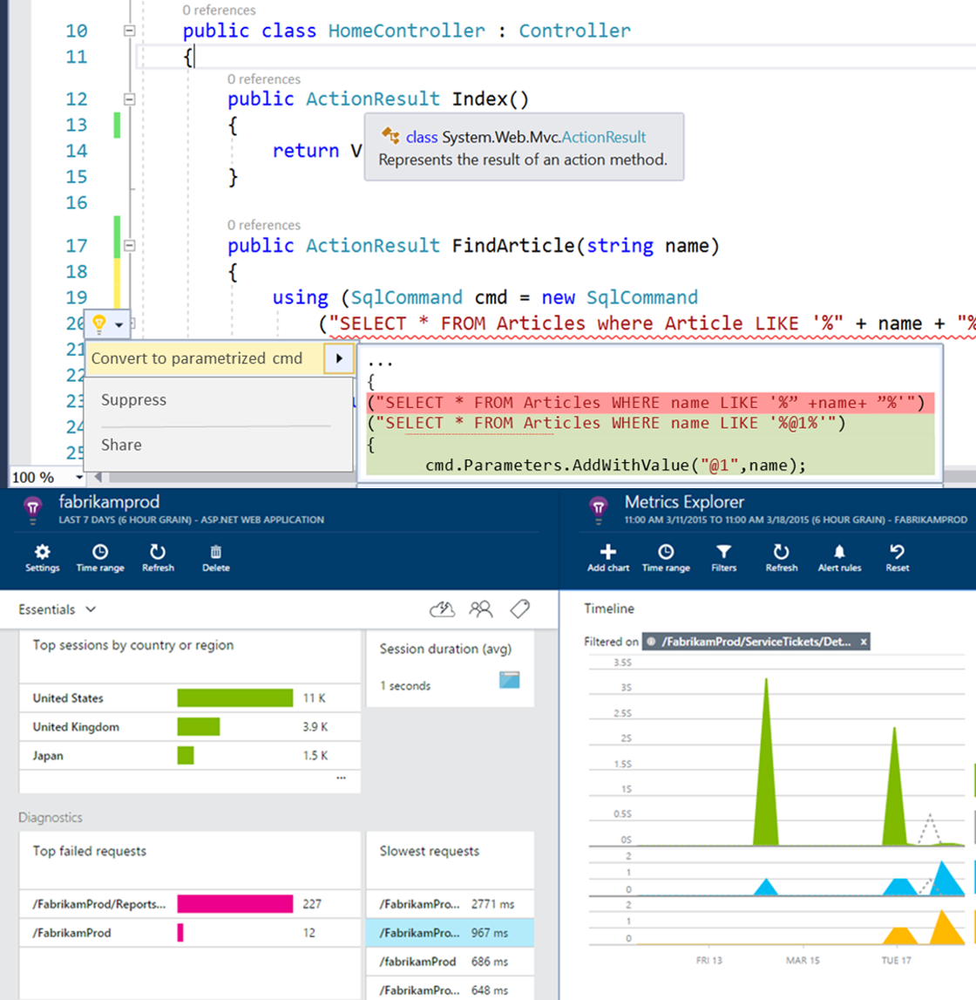 0 references
10 public class HomeController : Controller
11 {
0 references
12 public ActionResult Index()
13 {
class System.Web.Mvc.ActionResult
Represents the result of an action method.
14 return V
15 }
16
0 references
17 public ActionResult FindArticle(string name)
18 {
19 using (SqlCommand cmd = new SqlCommand
20 ("SELECT * FROM Articles where Article LIKE '%" + name + "%
21
22
23
24
25
Convert to parametrized cmd
Suppress
Share
...
{
("SELECT * FROM Articles WHERE name LIKE '%” +name+ ”%'")
("SELECT * FROM Articles WHERE name LIKE '%@1%'")
{
cmd.Parameters.AddWithValue("@1",name);
100 %
fabrikamprod
LAST 7 DAYS (6 HOUR GRAIN) - ASP.NET WEB APPLICATION
Settings Time range Refresh Delete
Essentials
Top sessions by country or region
United States 11 K
United Kingdom 3.9 K
Japan 1.5 K
...
Session duration (avg)
1 seconds
Diagnostics
Top failed requests
/FabrikamProd/Reports... 227
/FabrikamProd 12
Slowest requests
/FabrikamPro... 2771 ms
/FabrikamPro... 967 ms
/fabrikamProd 686 ms
/FabrikamPro... 648 ms
Metrics Explorer
11:00 AM 3/11/2015 TO 11:00 AM 3/18/2015 (6 HOUR GRAIN) - FABRIKAMPROD
Add chart Time range Filters Refresh Alert rules Reset
Timeline
Filtered on /FabrikamProd/ServiceTickets/Det... x
3.5S
3S
2.5S
2S
1.5S
1S
0.5S
0S
2
1
0
2
1
0
FRI 13 MAR 15 TUE 17